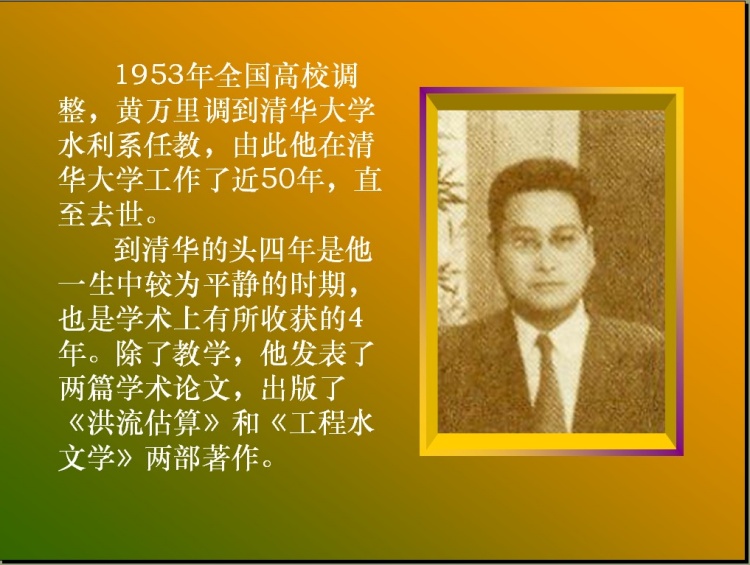 1953年全国高校调
整，黄万里调到清华大学
水利系任教，由此他在清
华大学工作了近50年，直
至去世。
到清华的头四年是他
一生中较为平静的时期，
也是学术上有所收获的4
年。除了教学，他发表了
两篇学术论文，出版了
《洪流估算》和《工程水
文学》两部著作。